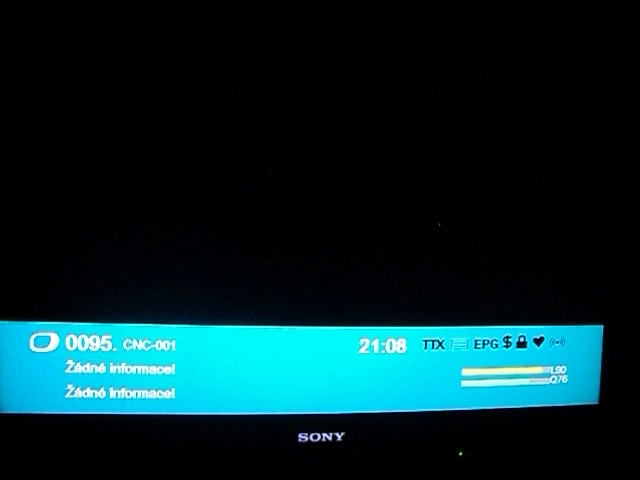 0095. CNC-001 21:08 TTX EPG $
Žádné informace! L90
Q76
Žádné informace!
SONY